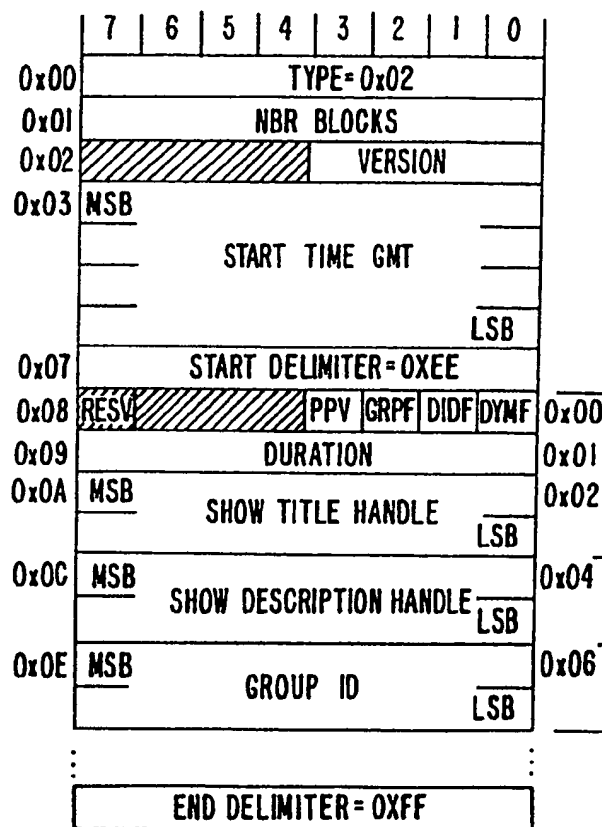 7 6 5 4 3 2 1 0
0x00 TYPE=0x02
0x01 NBR BLOCKS
0x02 VERSION
0x03 MSB
START TIME GMT
LSB
0x07 START DELIMITER=0XEE
0x08 RESV PPV GRPF DIDF DYMF 0x00
0x09 DURATION 0x01
0x0A MSB 0x02
SHOW TITLE HANDLE
LSB
0x0C MSB 0x04
SHOW DESCRIPTION HANDLE
LSB
0x0E MSB 0x06
GROUP ID
LSB
END DELIMITER=0XFF